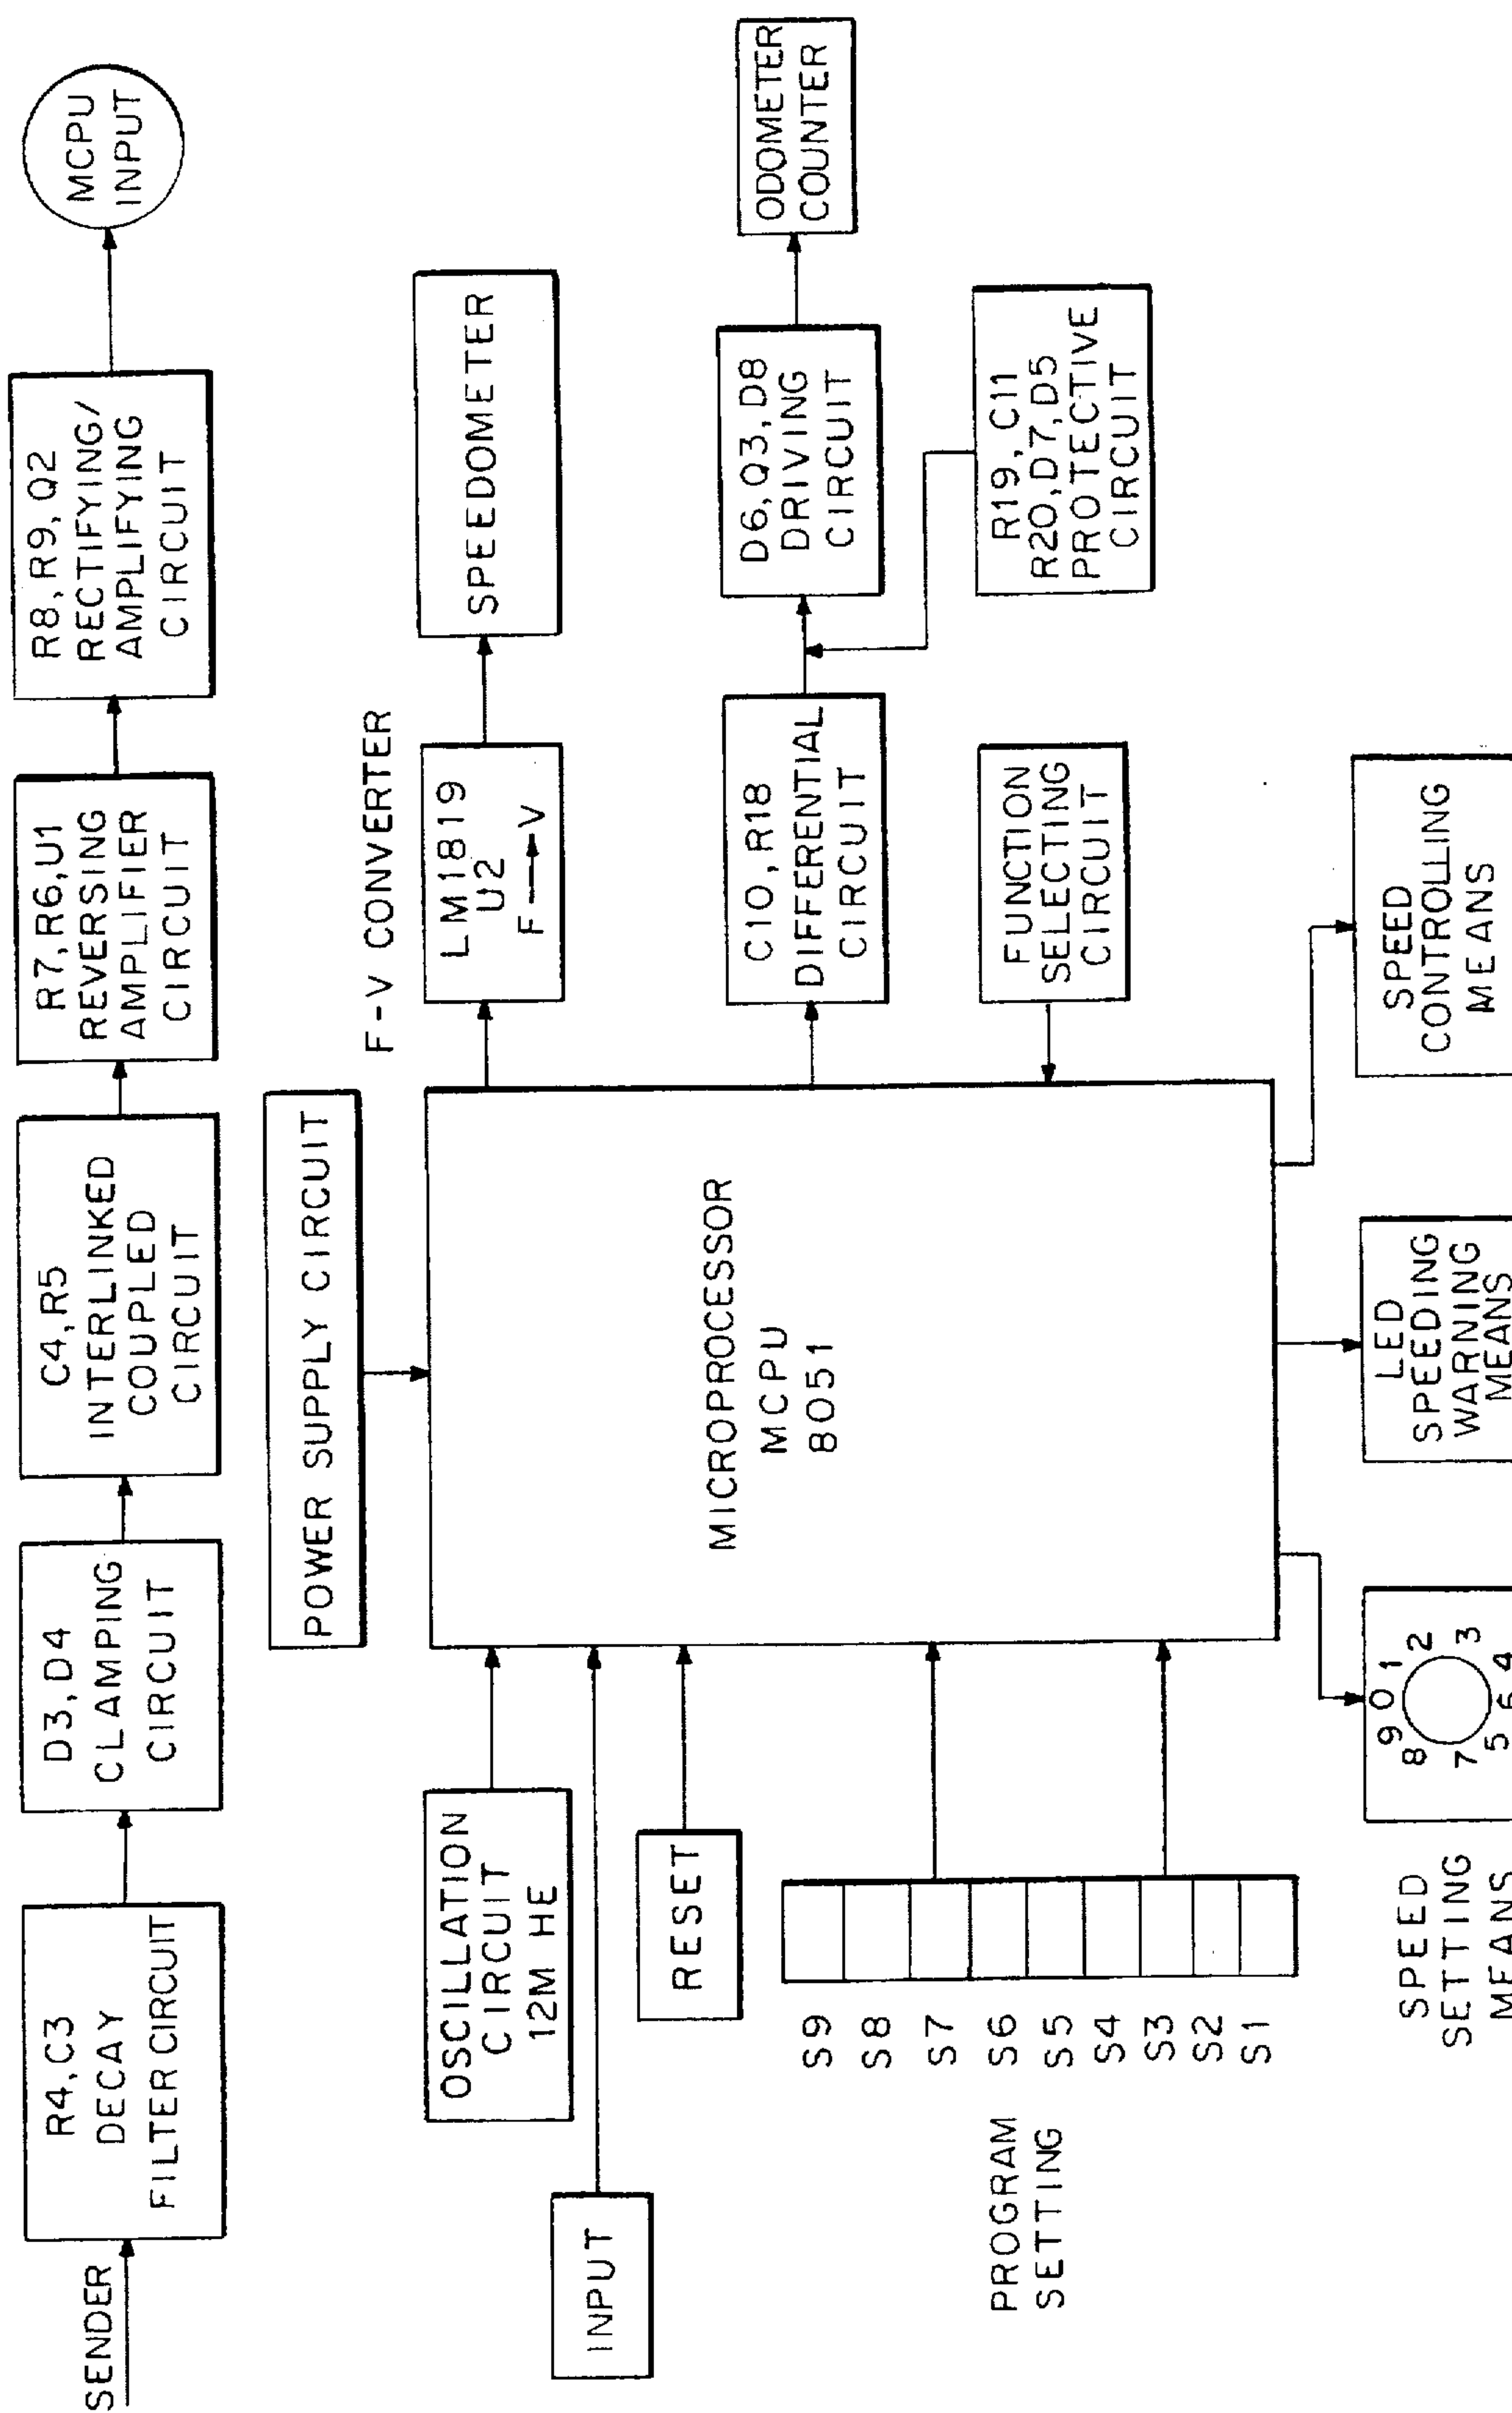 SENDER
R4,C3
DECAY
FILTER CIRCUIT
D3,D4
CLAMPING
CIRCUIT
C4,R5
INTERLINKED
COUPLED
CIRCUIT
R7,R6,U1
REVERSING
AMPLIFIER
CIRCUIT
R8,R9,Q2
RECTIFYING/
AMPLIFYING
CIRCUIT
MCPU
INPUT
POWER SUPPLY CIRCUIT
F-V CONVERTER
OSCILLATION
CIRCUIT
12M HE
INPUT
RESET
MICROPROCESSOR
MCPU
8051
LM1819
U2
F→V
SPEEDOMETER
C10,R18
DIFFERENTIAL
CIRCUIT
D6,Q3,D8
DRIVING
CIRCUIT
ODOMETER
COUNTER
R19,C11
R20,D7,D5
PROTECTIVE
CIRCUIT
FUNCTION
SELECTING
CIRCUIT
PROGRAM
SETTING
S9
S8
S7
S6
S5
S4
S3
S2
S1
SPEED
SETTING
MEANS
0
1
2
3
4
6
5
7
8
9
LED
SPEEDING
WARNING
MEANS
SPEED
CONTROLLING
MEANS